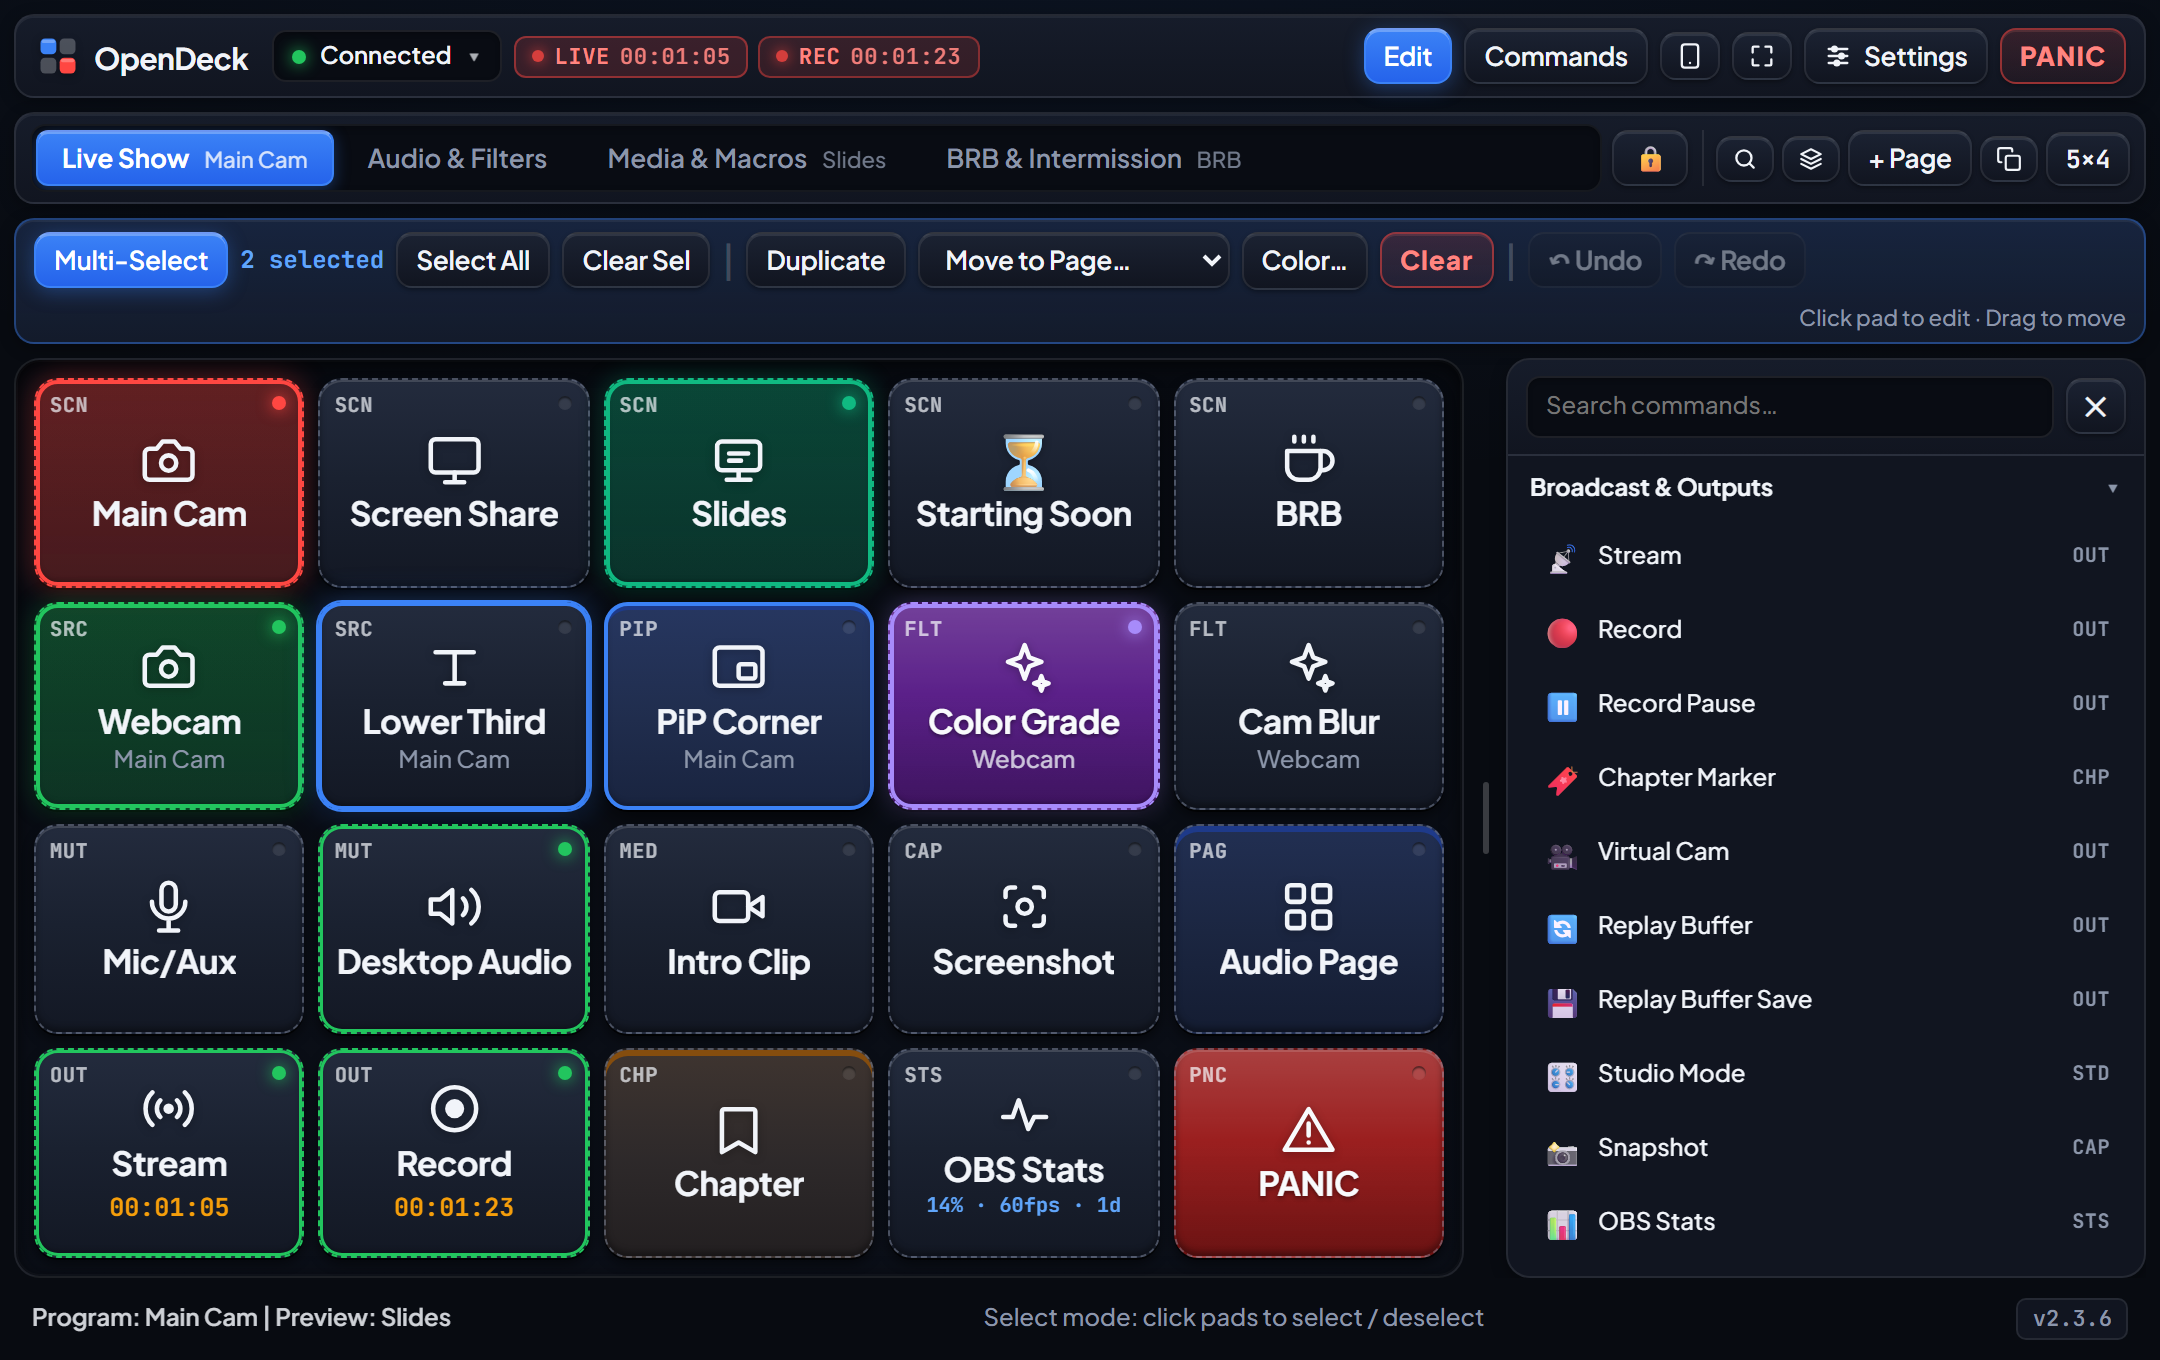 OpenDeck Connected ▾ LIVE 00:01:05 REC 00:01:23 Edit Commands Settings PANIC
Live Show Main Cam Audio & Filters Media & Macros Slides BRB & Intermission BRB + Page 5×4
Multi-Select 2 selected Select All Clear Sel Duplicate Move to Page... Color... Clear ↶ Undo ↷ Redo
Click pad to edit · Drag to move
SCN
Main Cam
SCN
Screen Share
SCN
Slides
SCN
Starting Soon
SCN
BRB
SRC
Webcam
Main Cam
SRC
Lower Third
Main Cam
PIP
PiP Corner
Main Cam
FLT
Color Grade
Webcam
FLT
Cam Blur
Webcam
MUT
Mic/Aux
MUT
Desktop Audio
MED
Intro Clip
CAP
Screenshot
PAG
Audio Page
OUT
Stream
00:01:05
OUT
Record
00:01:23
CHP
Chapter
STS
OBS Stats
14% · 60fps · 1d
PNC
PANIC
Search commands...
Broadcast & Outputs ▾
Stream OUT
Record OUT
Record Pause OUT
Chapter Marker CHP
Virtual Cam OUT
Replay Buffer OUT
Replay Buffer Save OUT
Studio Mode STD
Snapshot CAP
OBS Stats STS
Program: Main Cam | Preview: Slides Select mode: click pads to select / deselect v2.3.6